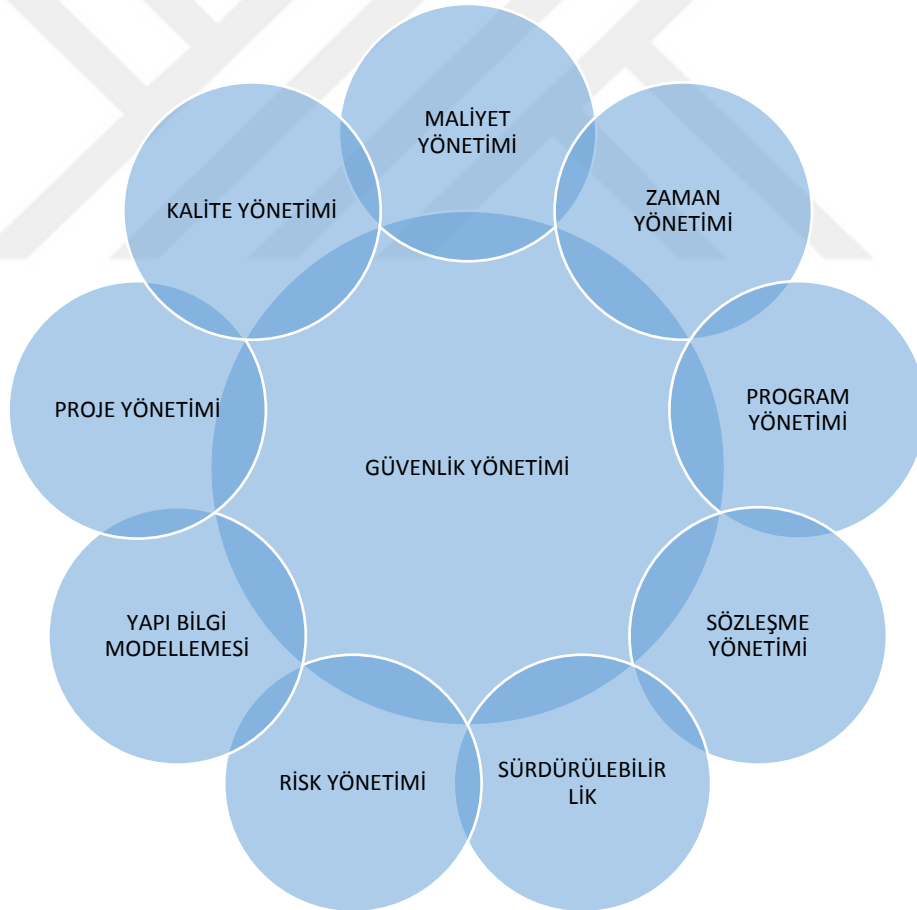 MALİYET
YÖNETİMİ
KALİTE YÖNETİMİ
ZAMAN
YÖNETİMİ
PROJE YÖNETİMİ
PROGRAM
YÖNETİMİ
GÜVENLİK YÖNETİMİ
YAPI BİLGİ
MODELLEMESİ
SÖZLEŞME
YÖNETİMİ
RİSK YÖNETİMİ
SÜRDÜRÜLEBİLİR
LİK